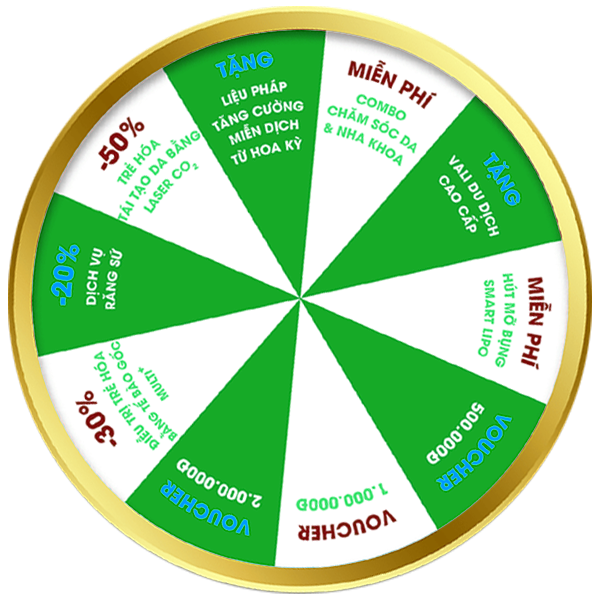 TẶNG
LIỆU PHÁP
TĂNG CƯỜNG
MIỄN DỊCH
TỪ HOA KỲ
MIỄN PHÍ
COMBO
CHĂM SÓC DA
& NHA KHOA
TẶNG
VALI DU DỊCH
CAO CẤP
MIỄN PHÍ
HÚT MỠ BỤNG
SMART LIPO
VOUCHER
500.000Đ
VOUCHER
1.000.000Đ
VOUCHER
2.000.000Đ
-30%
ĐIỀU TRỊ TRẺ HÓA
BẰNG TẾ BÀO GỐC
MULTI*
-20%
DỊCH VỤ
RĂNG SỨ
-50%
TRẺ HÓA
TÁI TẠO DA BẰNG
LASER CO₂